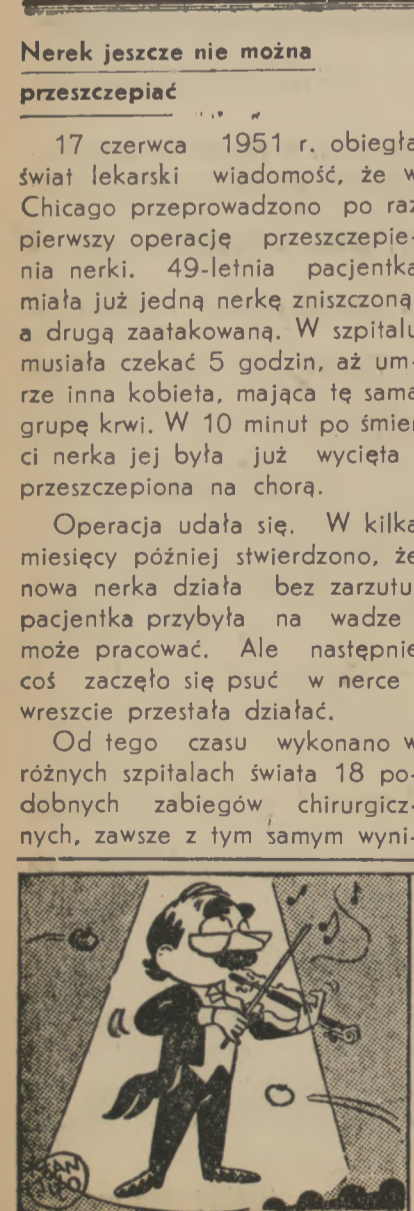 Nerek jeszcze nie można
przeszczepiać
17 czerwca 1951 r. obiegła
świat lekarski wiadomość, że w
Chicago przeprowadzono po raz
pierwszy operację przeszczepie-
nia nerki. 49-letnia pacjentka
miała już jedną nerkę zniszczoną
a drugą zaatakowaną. W szpitalu
musiała czekać 5 godzin, aż um-
rze inna kobieta, mająca tę samą
grupę krwi. W 10 minut po śmier
ci nerka jej była już wycięta
przeszczepiona na chorą.
Operacja udała się. W kilka
miesięcy później stwierdzono, że
nowa nerka działa bez zarzutu
pacjentka przybyła na wadze
może pracować. Ale następnie
coś zaczęło się psuć w nerce
wreszcie przestała działać.
Od tego czasu wykonano w
różnych szpitalach świata 18 po-
dobnych zabiegów chirurgicz-
nych, zawsze z tym samym wyni-